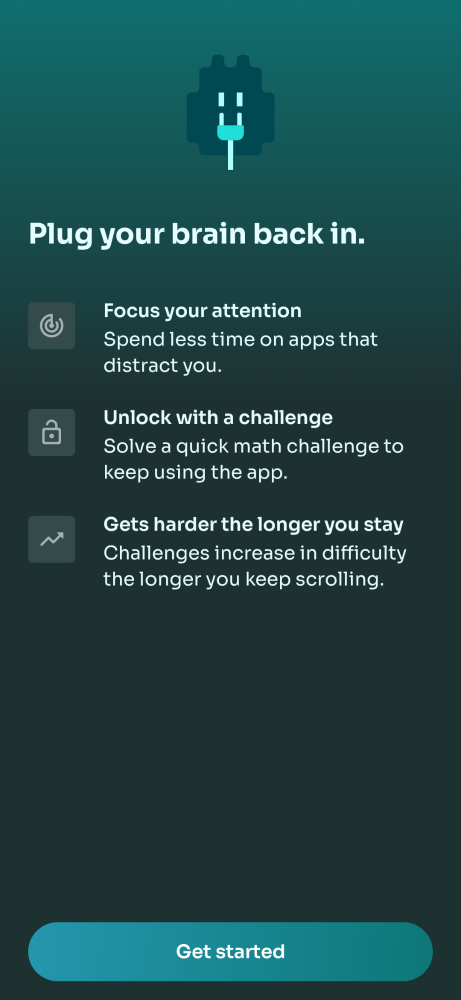 Plug your brain back in.
Focus your attention
Spend less time on apps that
distract you.
Unlock with a challenge
Solve a quick math challenge to
keep using the app.
Gets harder the longer you stay
Challenges increase in difficulty
the longer you keep scrolling.
Get started